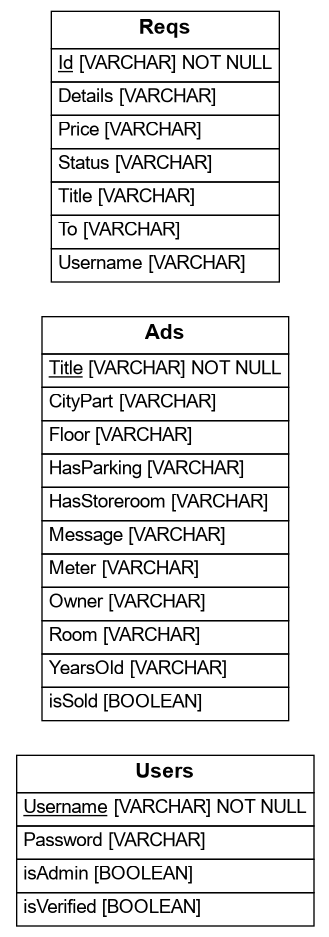 Reqs
Id [VARCHAR] NOT NULL
Details [VARCHAR]
Price [VARCHAR]
Status [VARCHAR]
Title [VARCHAR]
To [VARCHAR]
Username [VARCHAR]
Ads
Title [VARCHAR] NOT NULL
CityPart [VARCHAR]
Floor [VARCHAR]
HasParking [VARCHAR]
HasStoreroom [VARCHAR]
Message [VARCHAR]
Meter [VARCHAR]
Owner [VARCHAR]
Room [VARCHAR]
YearsOld [VARCHAR]
isSold [BOOLEAN]
Users
Username [VARCHAR] NOT NULL
Password [VARCHAR]
isAdmin [BOOLEAN]
isVerified [BOOLEAN]